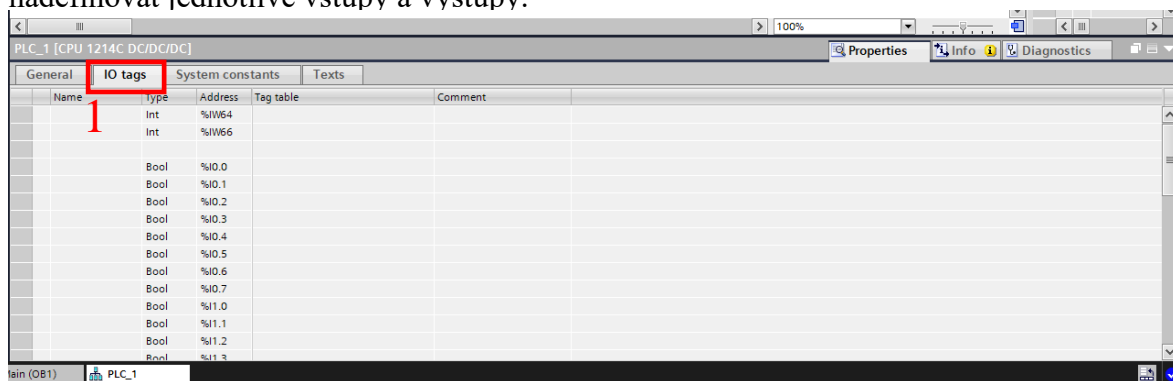 nadefinovat jednotlivé vstupy a výstupy.
100%
PLC_1 [CPU 1214C DC/DC/DC]
Properties Info Diagnostics
General IO tags System constants Texts
Name Type Address Tag table Comment
1
Int %IW64
Int %IW66
Bool %I0.0
Bool %I0.1
Bool %I0.2
Bool %I0.3
Bool %I0.4
Bool %I0.5
Bool %I0.6
Bool %I0.7
Bool %I1.0
Bool %I1.1
Bool %I1.2
Bool %I1.3
Main (OB1) PLC_1